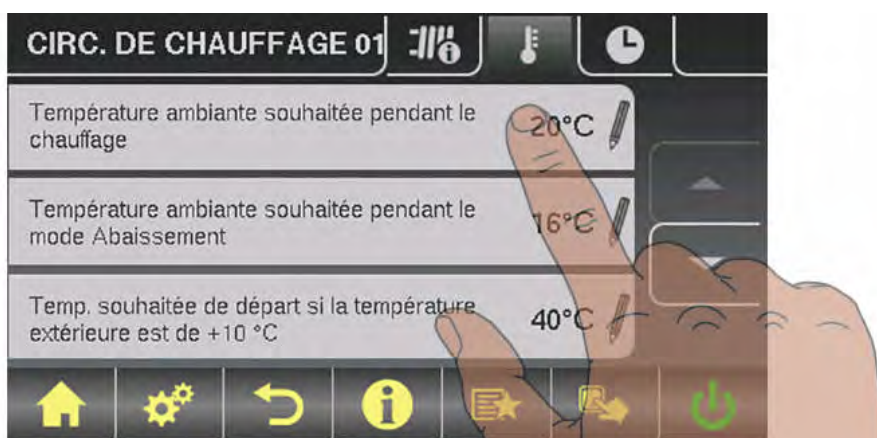 CIRC. DE CHAUFFAGE 01
Température ambiante souhaitée pendant le
chauffage
20°C
Température ambiante souhaitée pendant le
mode Abaissement
16°C
Temp. souhaitée de départ si la température
extérieure est de +10 °C
40°C